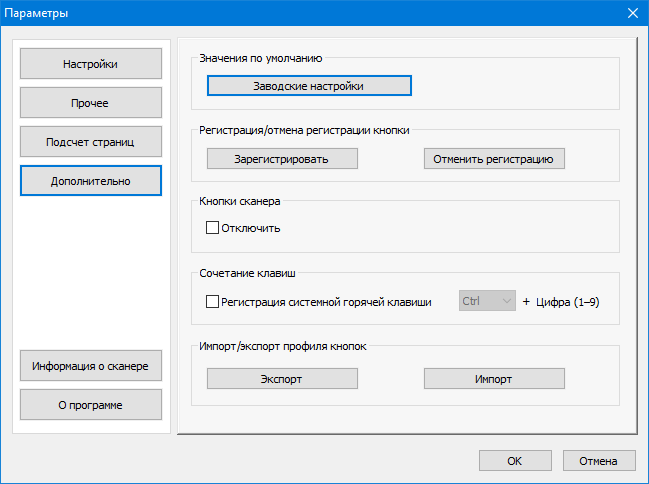 Параметры
Настройки
Прочее
Подсчет страниц
Дополнительно
Информация о сканере
О программе
Значения по умолчанию
Заводские настройки
Регистрация/отмена регистрации кнопки
Зарегистрировать
Отменить регистрацию
Кнопки сканера
Отключить
Сочетание клавиш
Регистрация системной горячей клавиши Ctrl + Цифра (1–9)
Импорт/экспорт профиля кнопок
Экспорт
Импорт
OK
Отмена